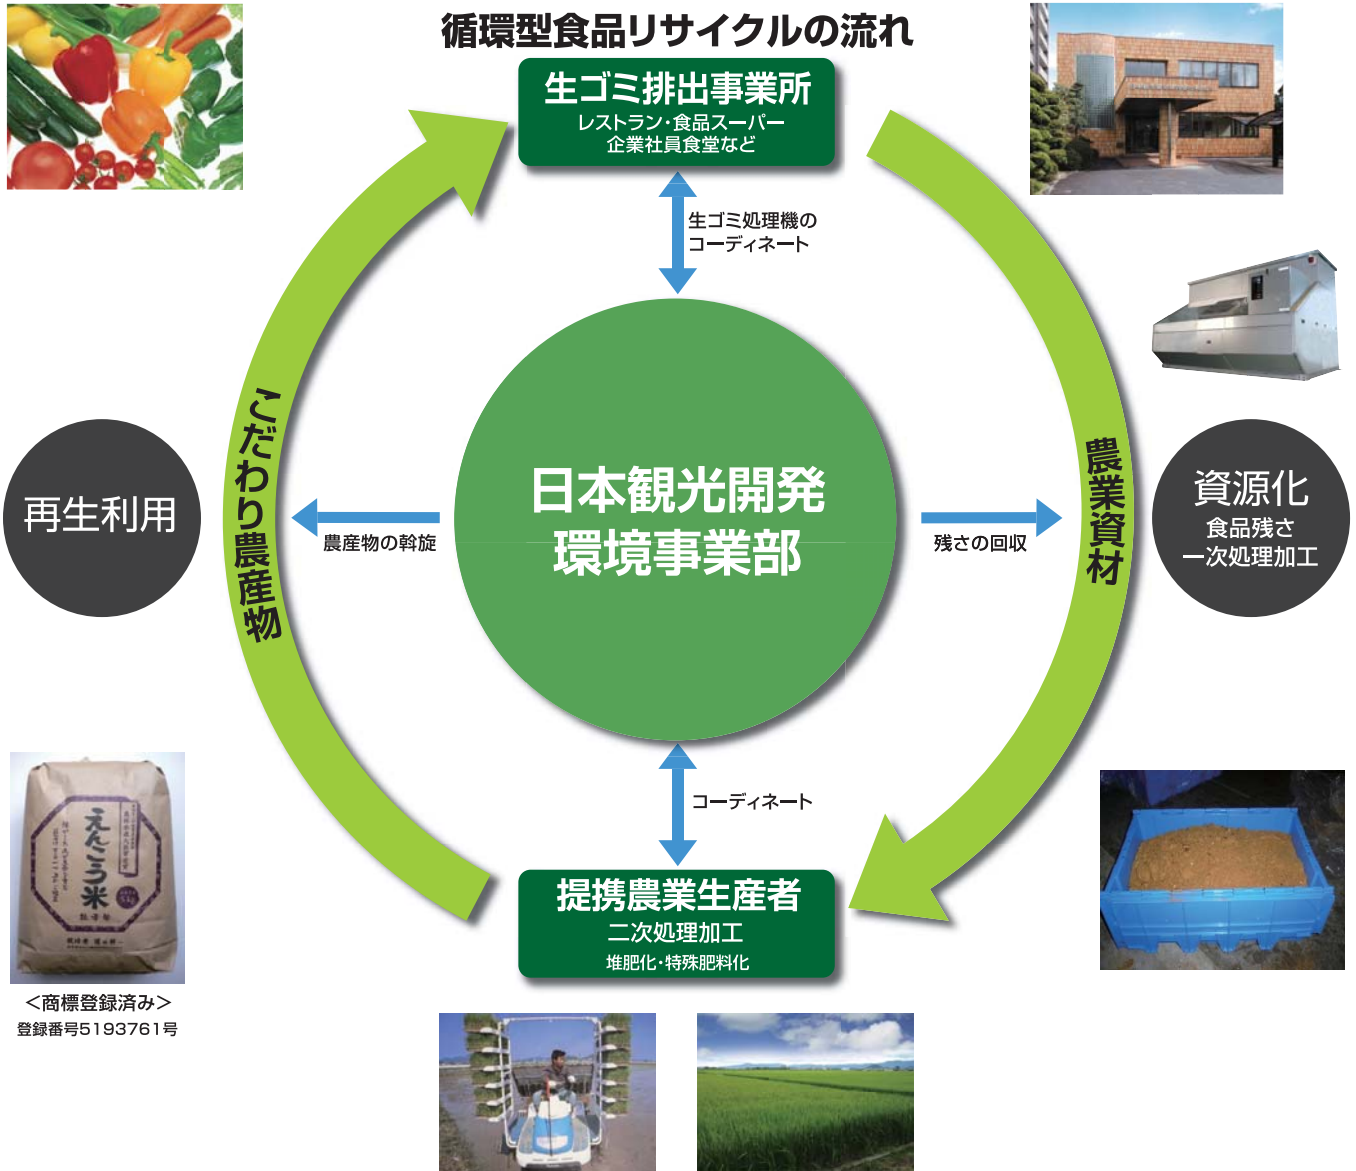 循環型食品リサイクルの流れ
生ゴミ排出事業所
レストラン・食品スーパー
企業社員食堂など
生ゴミ処理機の
コーディネート
こだわり農産物
農業資材
再生利用
日本観光開発
環境事業部
農産物の斡旋
残さの回収
資源化
食品残さ
一次処理加工
コーディネート
提携農業生産者
二次処理加工
堆肥化・特殊肥料化
えんこう米
＜商標登録済み＞
登録番号5193761号